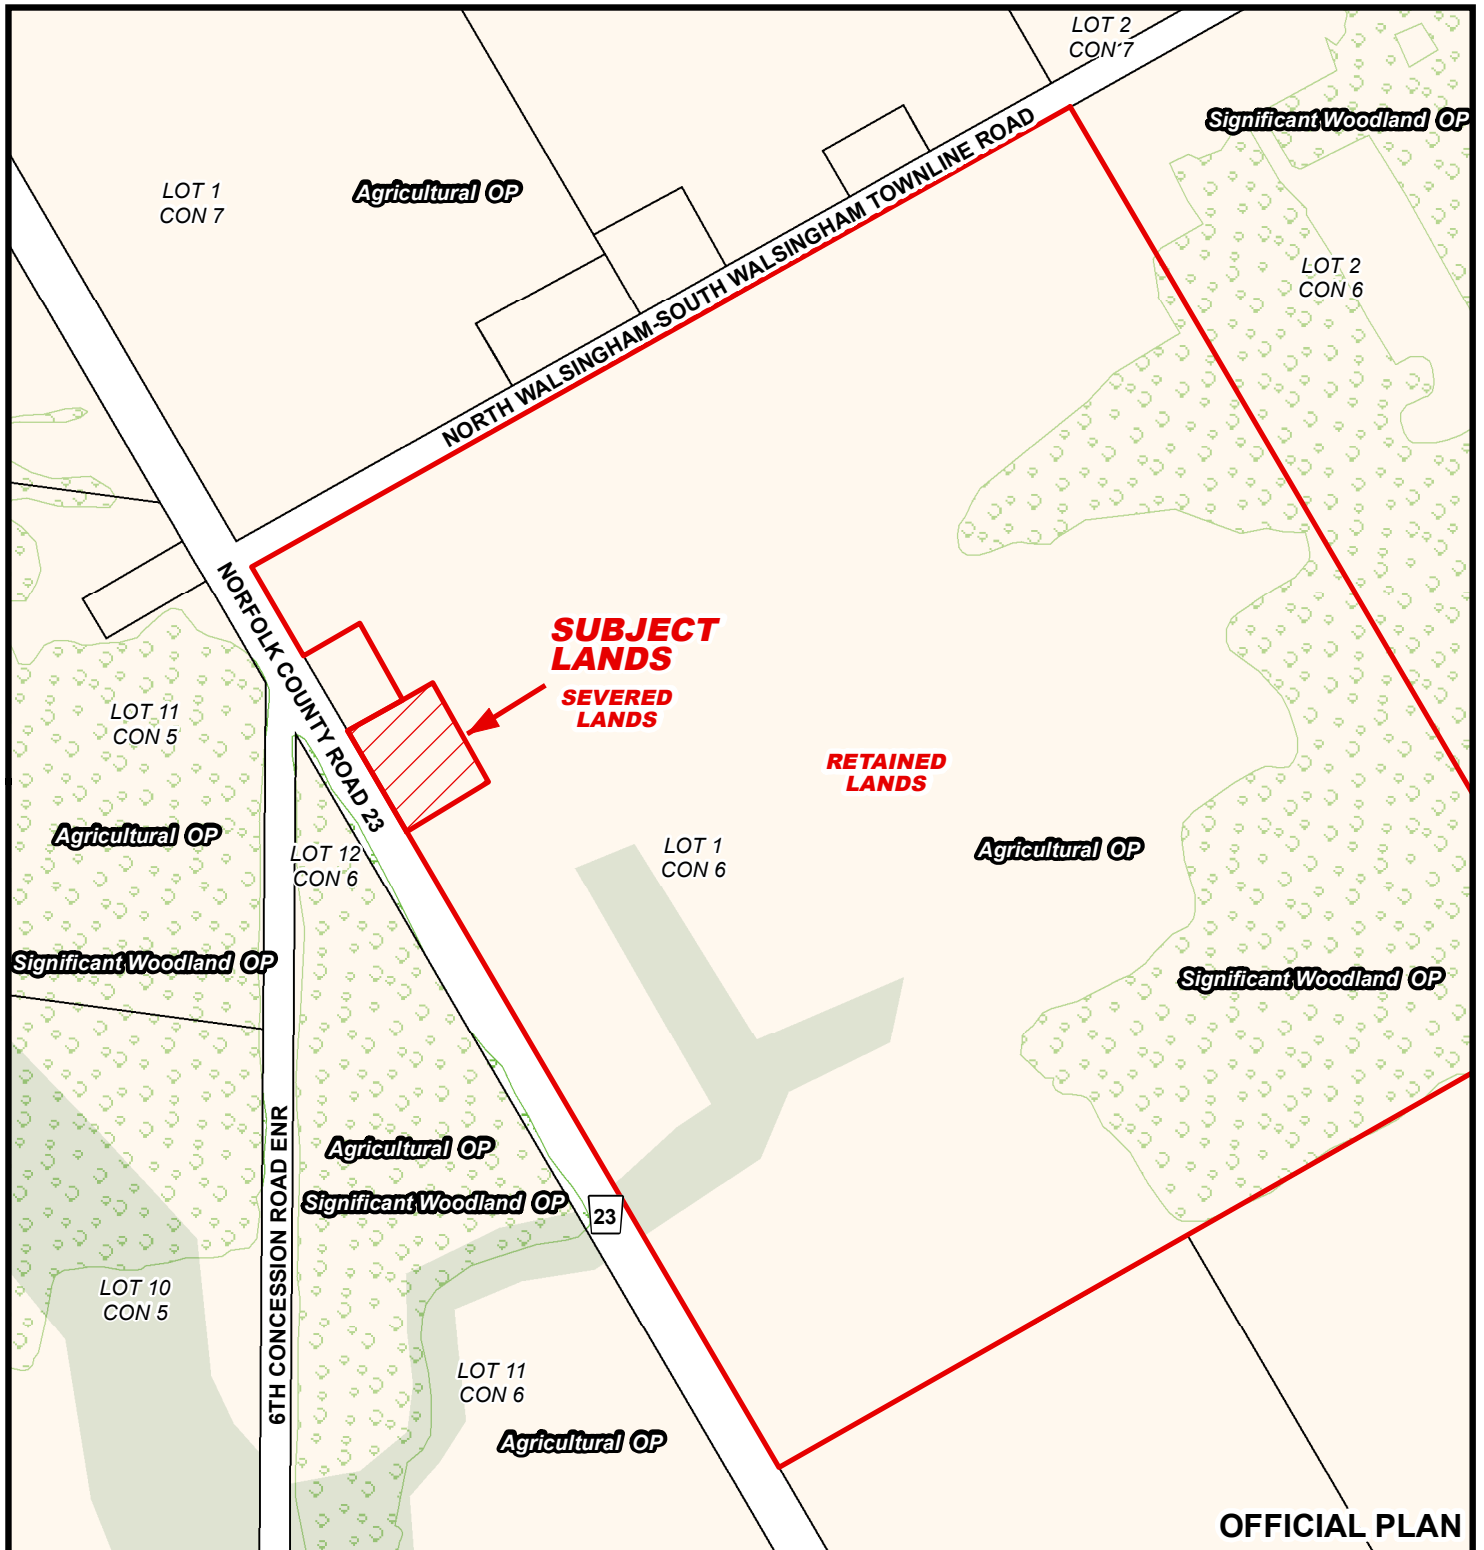 LOT 2
CON 7
Significant Woodland OP
LOT 1
CON 7
Agricultural OP
NORTH WALSINGHAM-SOUTH WALSINGHAM TOWNLINE ROAD
LOT 2
CON 6
NORFOLK COUNTY ROAD 23
SUBJECT
LANDS
SEVERED
LANDS
LOT 11
CON 5
RETAINED
LANDS
Agricultural OP
LOT 12
CON 6
LOT 1
CON 6
Agricultural OP
Significant Woodland OP
Significant Woodland OP
6TH CONCESSION ROAD ENR
Agricultural OP
Significant Woodland OP
23
LOT 10
CON 5
LOT 11
CON 6
Agricultural OP
OFFICIAL PLAN